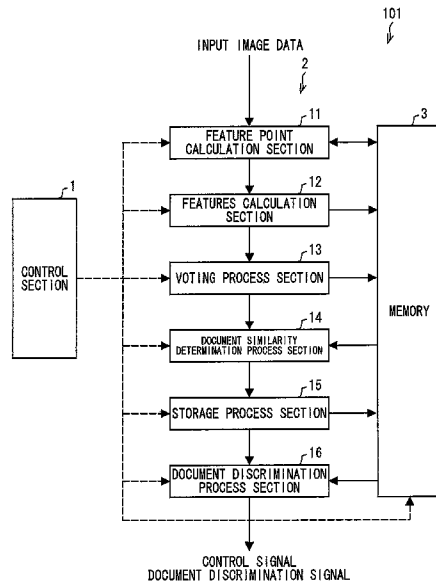 101
INPUT IMAGE DATA
2
11
3
FEATURE POINT
CALCULATION SECTION
12
FEATURES CALCULATION
SECTION
1
13
CONTROL
SECTION
VOTING PROCESS SECTION
MEMORY
14
DOCUMENT SIMILARITY
DETERMINATION PROCESS SECTION
15
STORAGE PROCESS SECTION
16
DOCUMENT DISCRIMINATION
PROCESS SECTION
CONTROL SIGNAL
DOCUMENT DISCRIMINATION SIGNAL